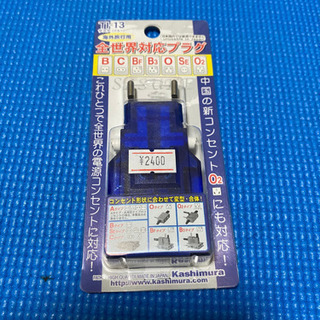 13
海外旅行用
全世界対応プラグ
B C BF B3 O SE O2
これひとつで全世界の電源コンセントに対応!
中国の新コンセントO2にも対応!
¥2400
コンセント形状に合わせて変型・合体!
HIGH QUALITY MADE IN JAPAN Kashimura
http://www.kashimura.com